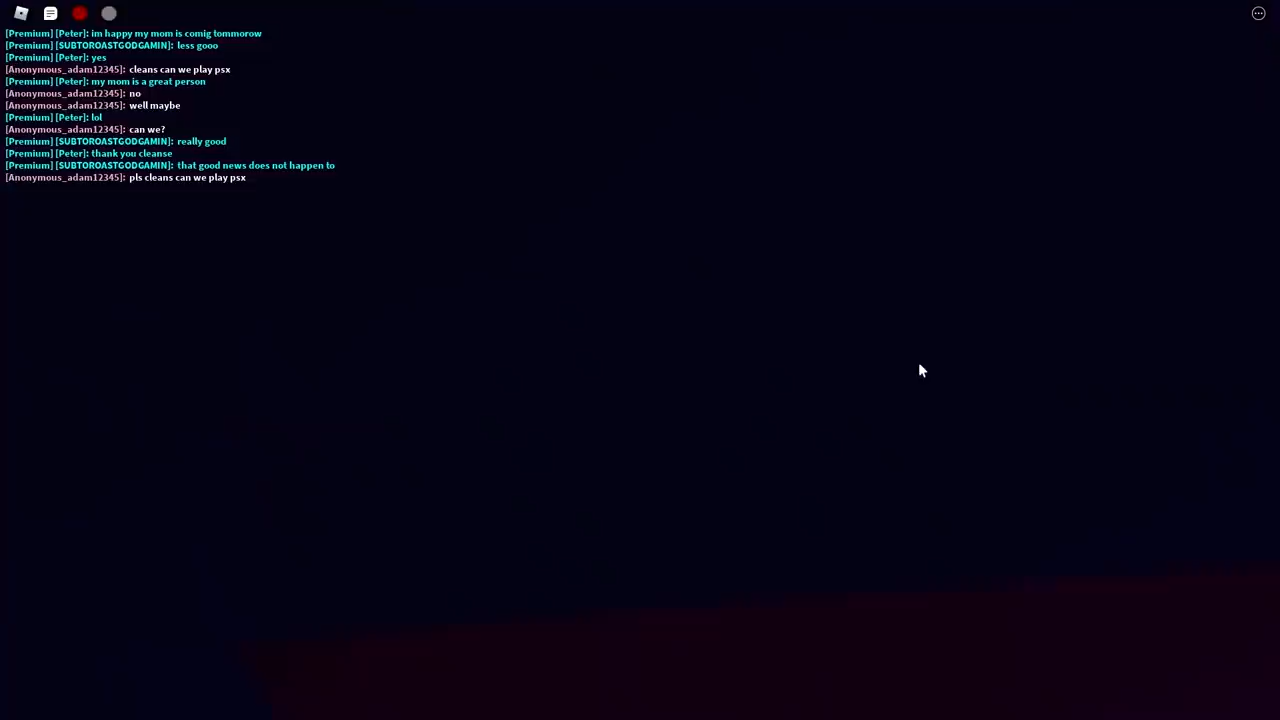 [Premium] [Peter]: im happy my mom is comig tommorow
[Premium] [SUBTOROASTGODGAMIN]: less gooo
[Premium] [Peter]: yes
[Anonymous_adam12345]: cleans can we play psx
[Premium] [Peter]: my mom is a great person
[Anonymous_adam12345]: no
[Anonymous_adam12345]: well maybe
[Premium] [Peter]: lol
[Anonymous_adam12345]: can we?
[Premium] [SUBTOROASTGODGAMIN]: really good
[Premium] [Peter]: thank you cleanse
[Premium] [SUBTOROASTGODGAMIN]: that good news does not happen to
[Anonymous_adam12345]: pls cleans can we play psx